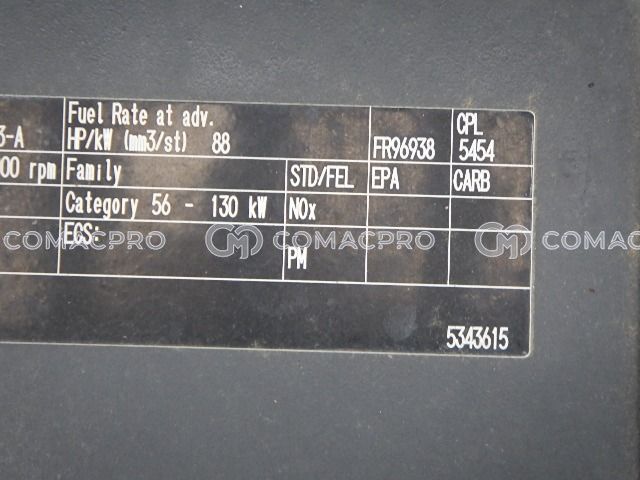 Fuel Rate at adv.
CPL
3-A HP/kW (mm3/st) 88 FR96938 5454
00 rpm Family STD/FEL EPA CARB
Category 56 - 130 kW NOx
ECS:
COMACPRO COMACPRO COMACPRO
PM
5343615